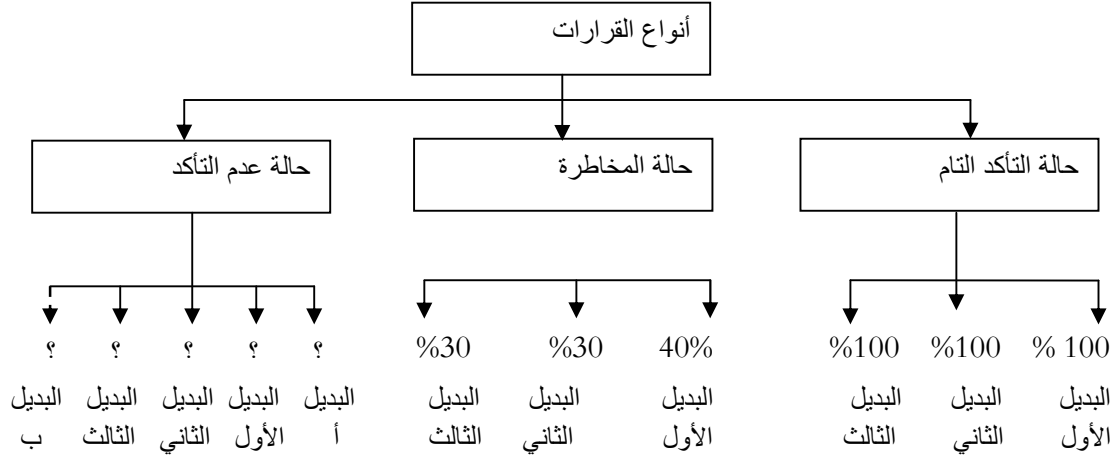 أنواع القرارات
حالة التأكد التام
حالة المخاطرة
حالة عدم التأكد
% 100
%100
%100
40%
%30
%30
؟
؟
؟
؟
؟
البديل
الأول
البديل
الثاني
البديل
الثالث
البديل
الأول
البديل
الثاني
البديل
الثالث
البديل
أ
البديل
الأول
البديل
الثاني
البديل
الثالث
البديل
ب